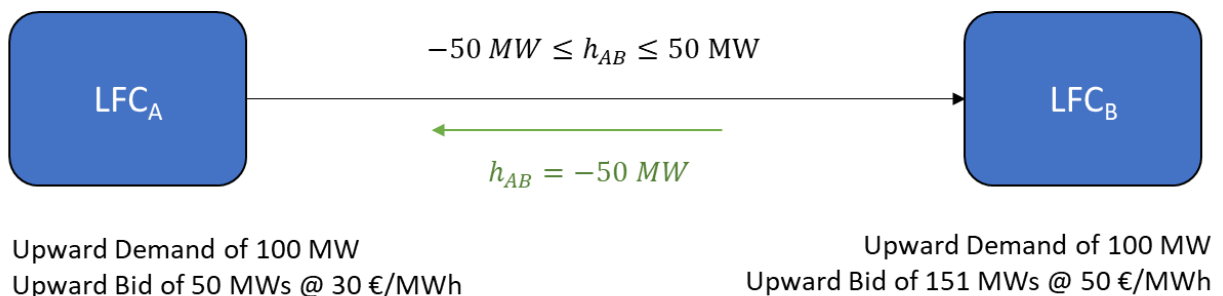 −50 MW ≤ h_AB ≤ 50 MW
LFC_A
LFC_B
h_AB = −50 MW
Upward Demand of 100 MW
Upward Bid of 50 MWs @ 30 €/MWh
Upward Demand of 100 MW
Upward Bid of 151 MWs @ 50 €/MWh